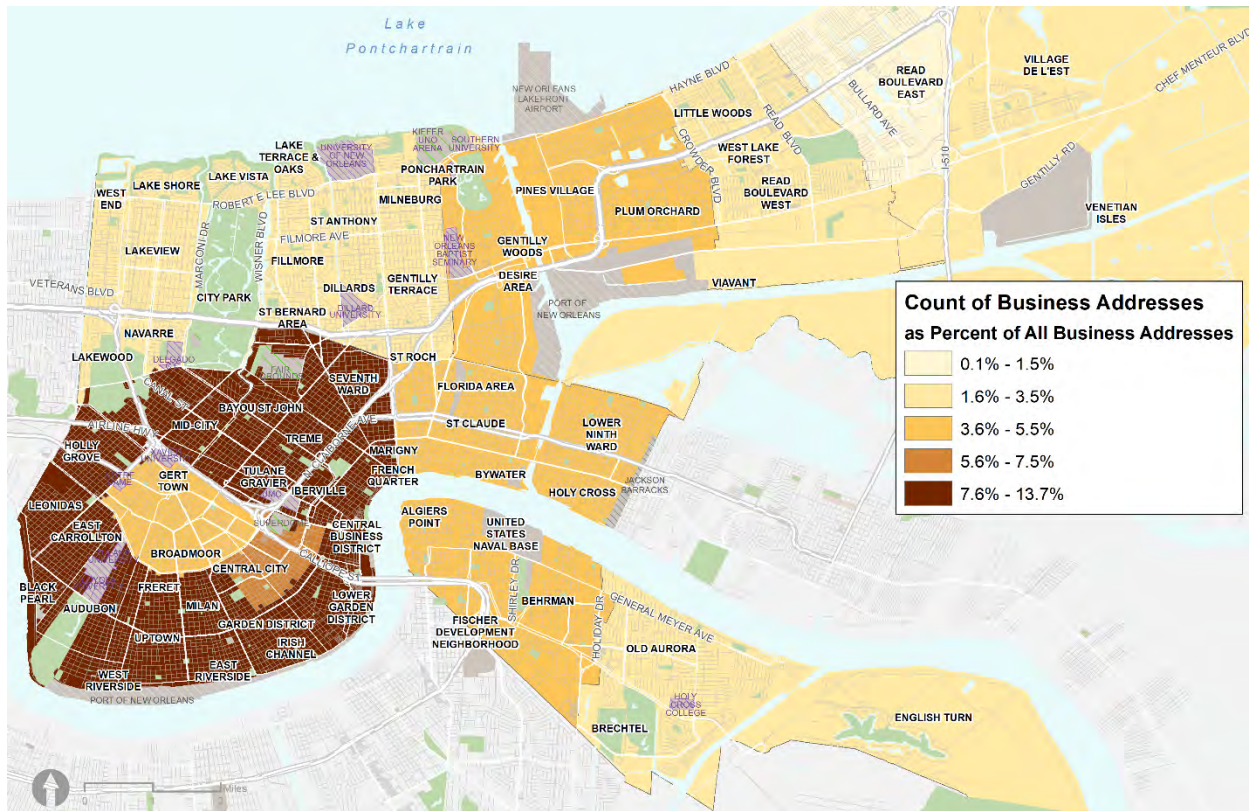 Lake
Pontchartrain
NEW ORLEANS
LAKEFRONT
AIRPORT
HAYNE BLVD
LITTLE WOODS
READ
BOULEVARD
EAST
VILLAGE
DE L'EST
CHEF MENTEUR BLVD
BULLARD AVE
READ BLVD
CROWDER BLVD
WEST LAKE
FOREST
READ
BOULEVARD
WEST
I-510
GENTILLY RD
VENETIAN
ISLES
LAKE
TERRACE &
OAKS
UNIVERSITY
OF NEW
ORLEANS
KIFFER
UNO
ARENA
SOUTHERN
UNIVERSITY
PONCHARTRAIN
PARK
PINES VILLAGE
PLUM ORCHARD
WEST
END
LAKE SHORE
LAKE VISTA
ROBERT E LEE BLVD
MILNEBURG
ST ANTHONY
FILMORE AVE
LAKEVIEW
MARCONI DR
WISNER BLVD
FILLMORE
NEW
ORLEANS
BAPTIST
SEMINARY
GENTILLY
WOODS
DESIRE
AREA
VIAVANT
VETERANS BLVD
CITY PARK
DILLARDS
DILLARD
UNIVERSITY
GENTILLY
TERRACE
PORT OF
NEW ORLEANS
ST BERNARD
AREA
NAVARRE
LAKEWOOD
DELGADO
FAIR
GROUNDS
ST ROCH
SEVENTH
WARD
FLORIDA AREA
CANAL ST
BAYOU ST JOHN
MID-CITY
AIRLINE HWY
ST CLAUDE
LOWER
NINTH
WARD
HOLLY
GROVE
XAVIER
UNIVERSITY
TREME
N CLAIBORNE AVE
MARIGNY
FRENCH
QUARTER
TULANE
GRAVIER
IBERVILLE
BYWATER
HOLY CROSS
JACKSON
BARRACKS
GERT
TOWN
LEONIDAS
EAST
CARROLLTON
SUPERDOME
CENTRAL
BUSINESS
DISTRICT
ALGIERS
POINT
UNITED
STATES
NAVAL BASE
BROADMOOR
CENTRAL CITY
CALLIOPE ST
BLACK
PEARL
AUDUBON
FRERET
MILAN
GARDEN DISTRICT
LOWER
GARDEN
DISTRICT
UPTOWN
IRISH
CHANNEL
WEST
RIVERSIDE
EAST
RIVERSIDE
PORT OF NEW ORLEANS
SHIRLEY DR
BEHRMAN
HOLIDAY DR
GENERAL MEYER AVE
FISCHER
DEVELOPMENT
NEIGHBORHOOD
OLD AURORA
HOLY
CROSS
COLLEGE
BRECHTEL
ENGLISH TURN
Count of Business Addresses
as Percent of All Business Addresses
0.1% - 1.5%
1.6% - 3.5%
3.6% - 5.5%
5.6% - 7.5%
7.6% - 13.7%
0
Miles